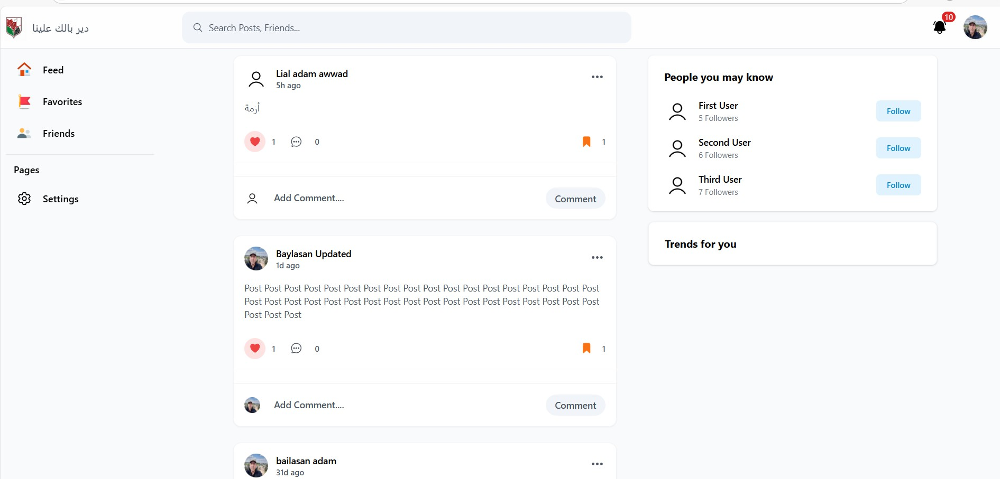 دير بالك علينا
Search Posts, Friends...
10
Feed
Favorites
Friends
Pages
Settings
Lial adam awwad
5h ago
أزمة
1 0 1
Add Comment.... Comment
Baylasan Updated
1d ago
Post Post Post Post Post Post Post Post Post Post Post Post Post Post Post Post Post Post
Post Post Post Post Post Post Post Post Post Post Post Post Post Post Post Post Post Post
Post Post Post
1 0 1
Add Comment.... Comment
bailasan adam
31d ago
People you may know
First User
5 Followers
Follow
Second User
6 Followers
Follow
Third User
7 Followers
Follow
Trends for you